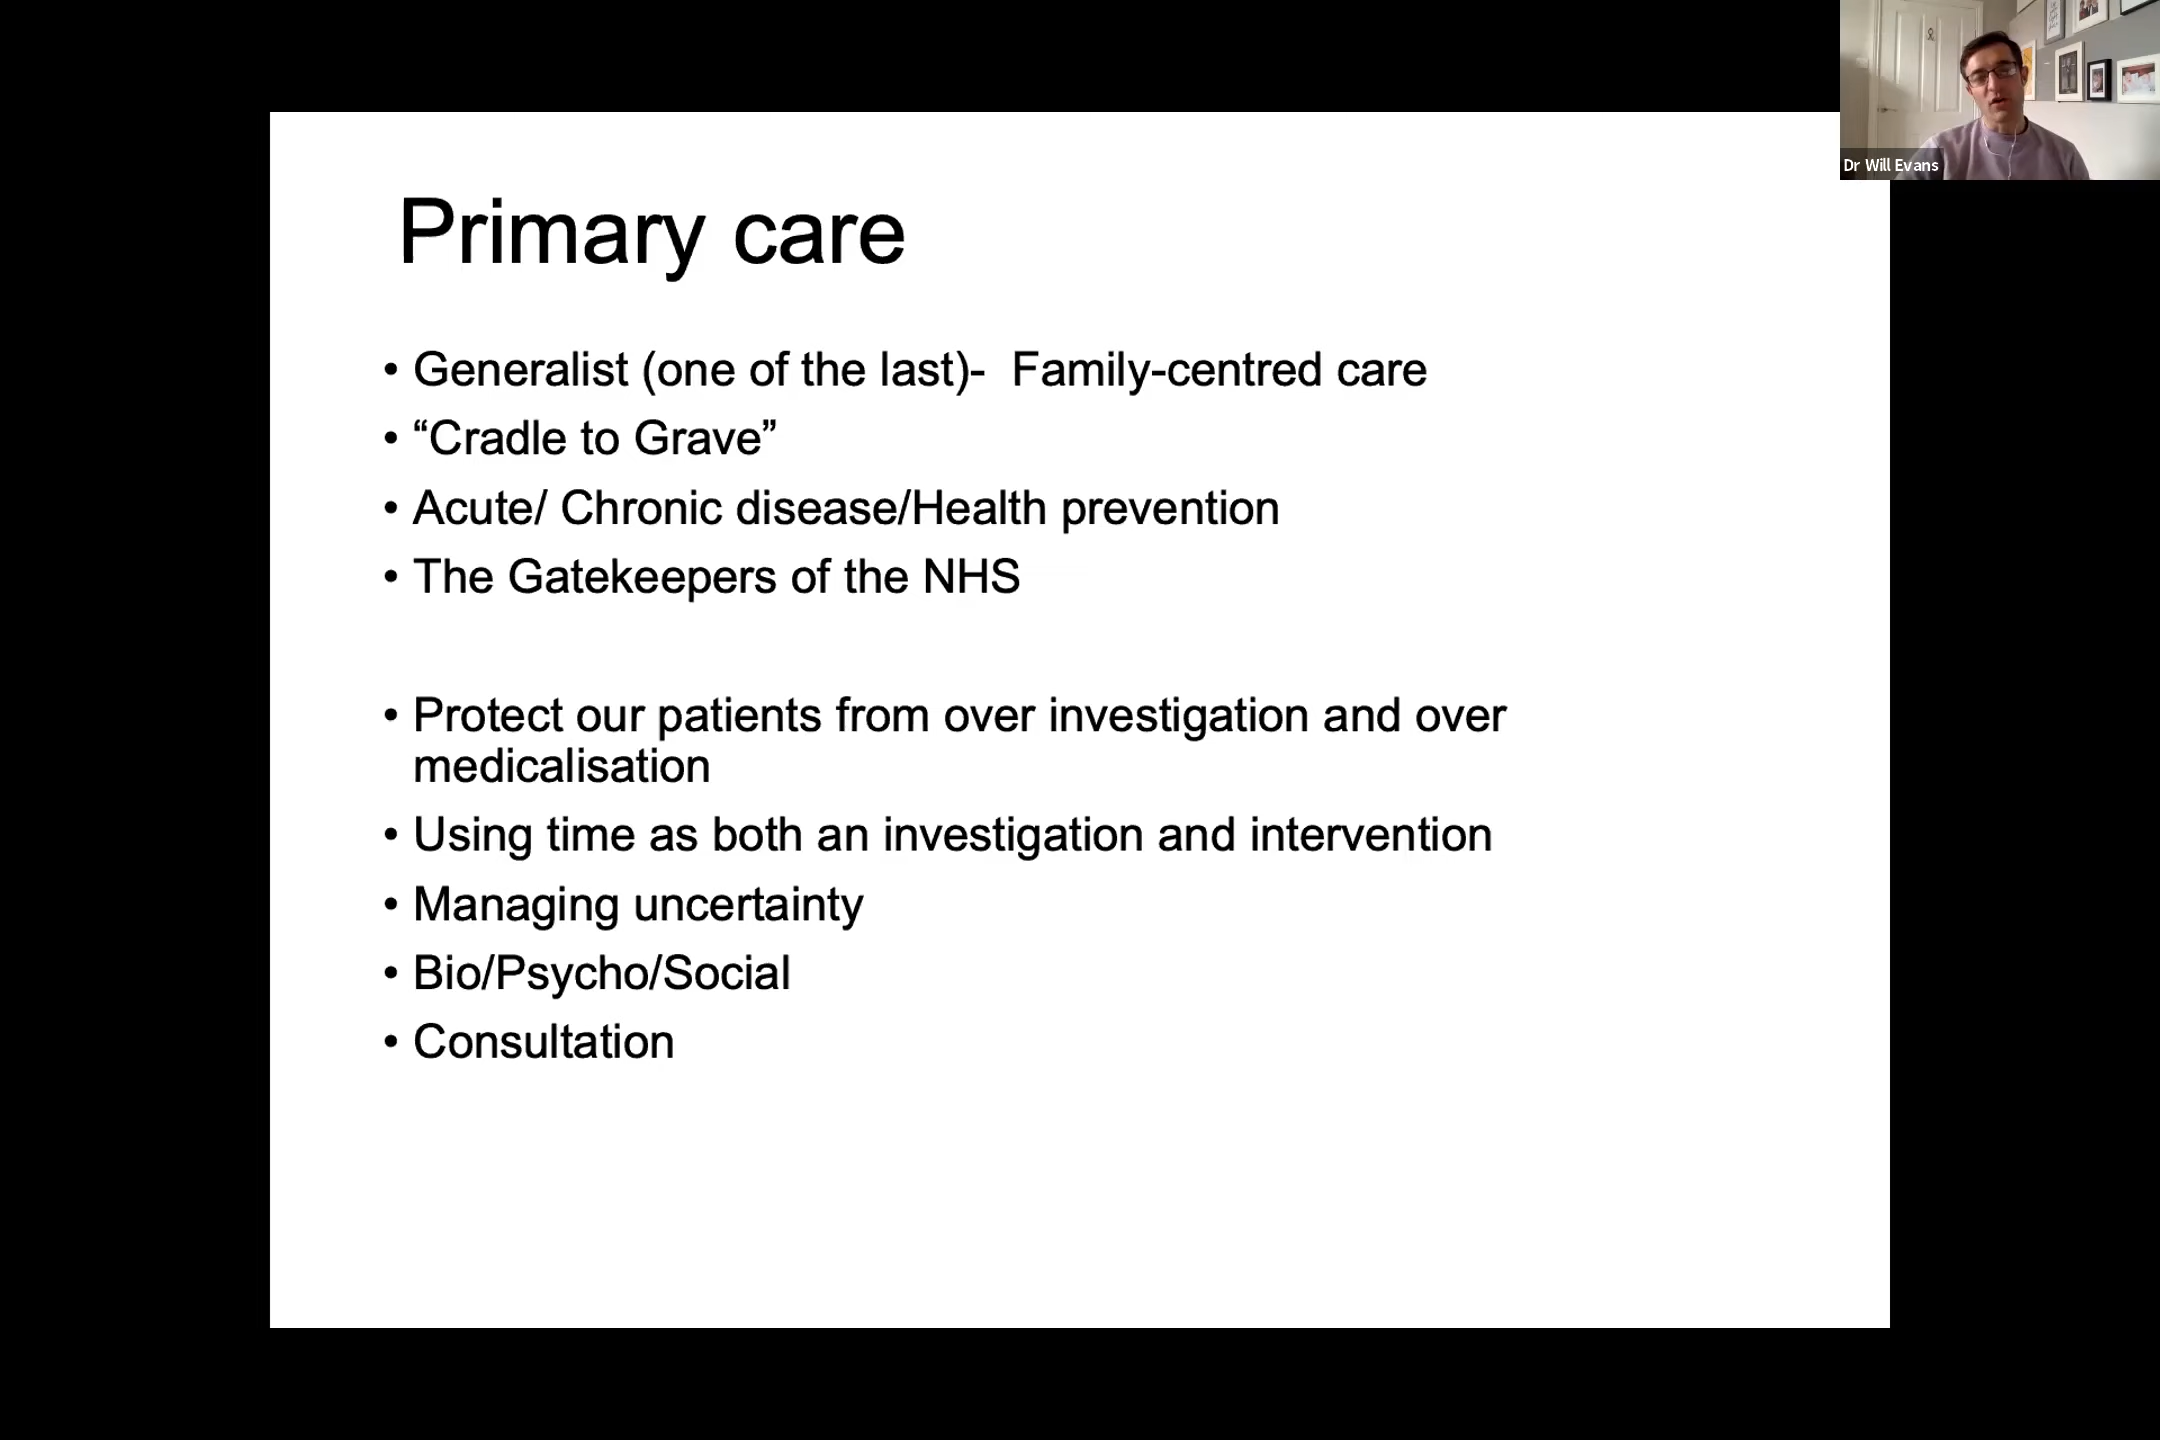 Dr Will Evans
Primary care
• Generalist (one of the last)-  Family-centred care
• “Cradle to Grave”
• Acute/ Chronic disease/Health prevention
• The Gatekeepers of the NHS
• Protect our patients from over investigation and over
medicalisation
• Using time as both an investigation and intervention
• Managing uncertainty
• Bio/Psycho/Social
• Consultation